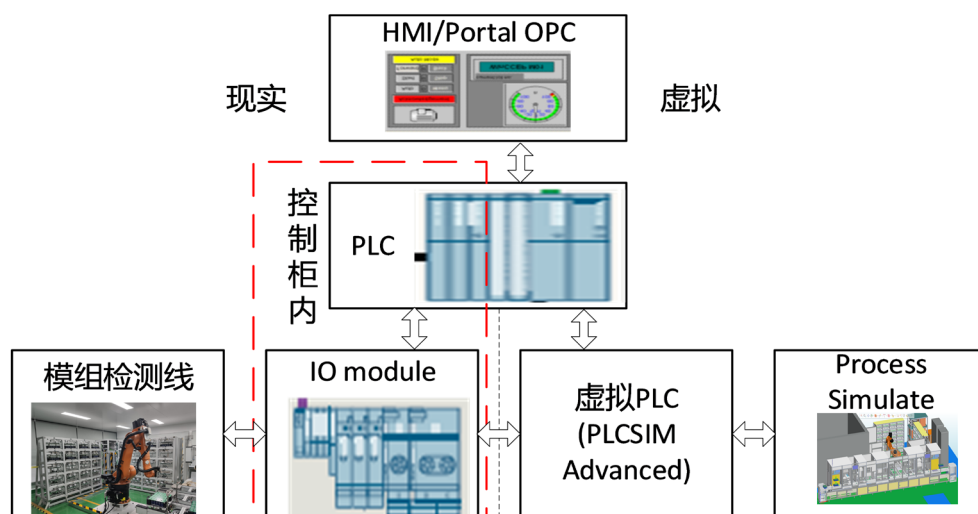 HMI/Portal OPC
现实
虚拟
控制柜内
PLC
模组检测线
IO module
虚拟PLC
(PLCSIM
Advanced)
Process
Simulate